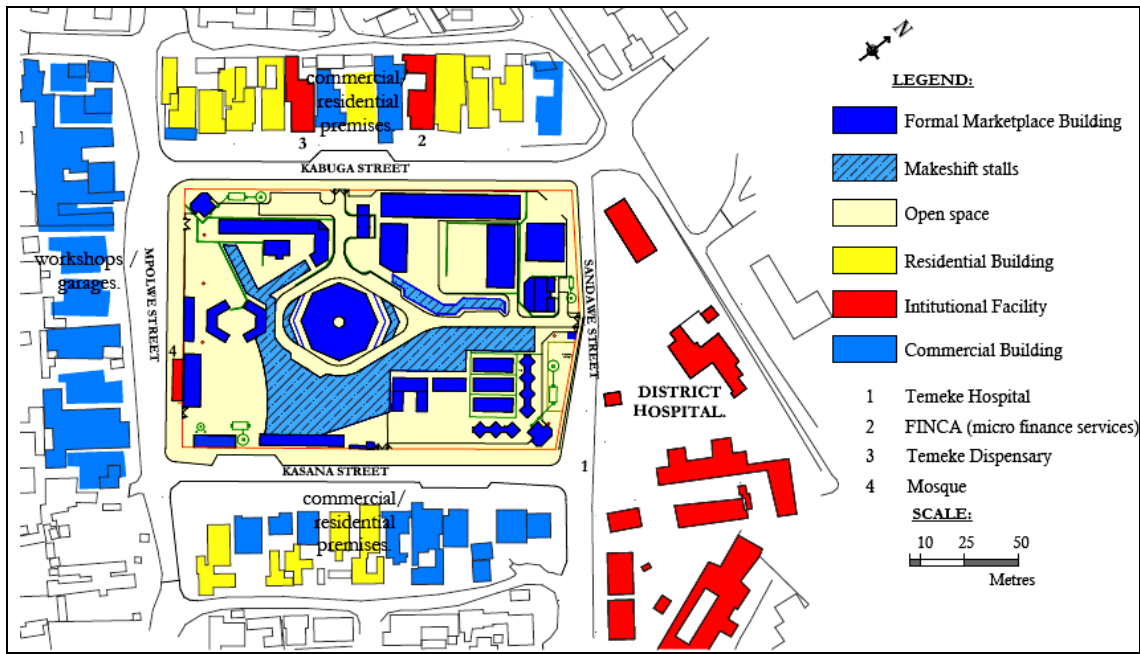 commercial/
residential
premises.
3
2
KABUGA STREET
workshops /
garages.
MPOLWE STREET
SANDAWE STREET
4
DISTRICT
HOSPITAL.
1
KASANA STREET
commercial/
residential
premises.
N
LEGEND:
Formal Marketplace Building
Makeshift stalls
Open space
Residential Building
Intitutional Facility
Commercial Building
1 Temeke Hospital
2 FINCA (micro finance services)
3 Temeke Dispensary
4 Mosque
SCALE:
10 25 50
Metres